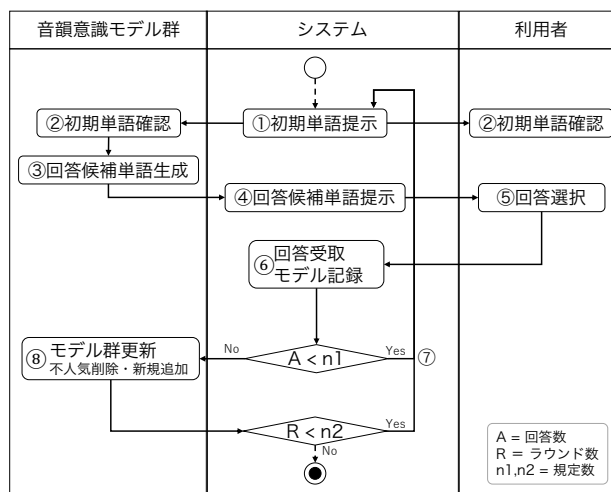 音韻意識モデル群
システム
利用者
②初期単語確認
①初期単語提示
②初期単語確認
③回答候補単語生成
④回答候補単語提示
⑤回答選択
⑥
回答受取
モデル記録
⑧
モデル群更新
不人気削除・新規追加
No
A < n1
Yes
⑦
R < n2
Yes
No
A = 回答数
R = ラウンド数
n1,n2 = 規定数